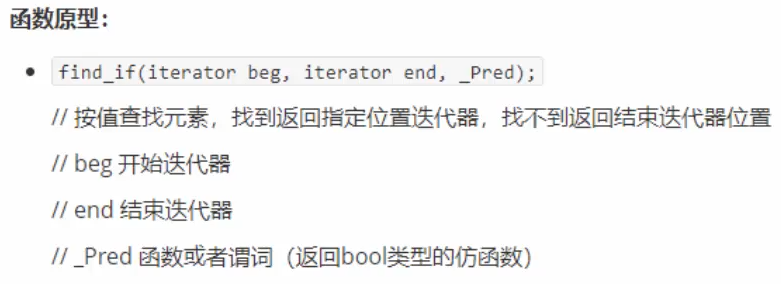 函数原型：
find_if(iterator beg, iterator end, _Pred);
// 按值查找元素，找到返回指定位置迭代器，找不到返回结束迭代器位置
// beg 开始迭代器
// end 结束迭代器
// _Pred 函数或者谓词（返回bool类型的仿函数）